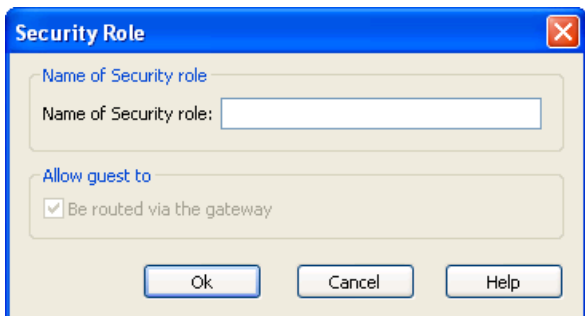 Security Role
Name of Security role
Name of Security role:
Allow guest to
Be routed via the gateway
Ok Cancel Help